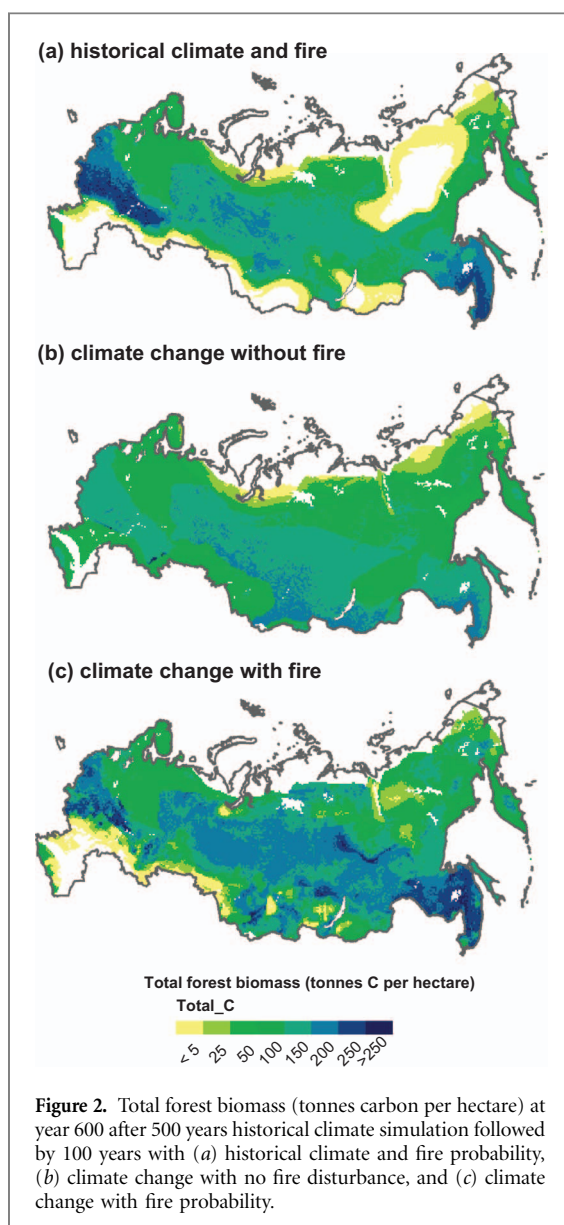 (a) historical climate and fire
(b) climate change without fire
(c) climate change with fire
Total forest biomass (tonnes C per hectare)
Total_C
< 5 25 50 100 150 200 250 >250
Figure 2. Total forest biomass (tonnes carbon per hectare) at
year 600 after 500 years historical climate simulation followed
by 100 years with (a) historical climate and fire probability,
(b) climate change with no fire disturbance, and (c) climate
change with fire probability.